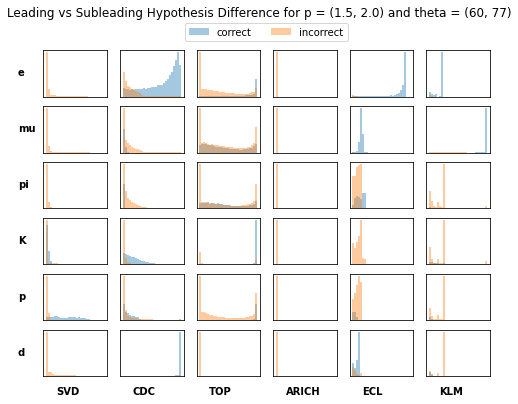 Leading vs Subleading Hypothesis Difference for p = (1.5, 2.0) and theta = (60, 77)
correct incorrect
e
mu
pi
K
p
d
SVD CDC TOP ARICH ECL KLM